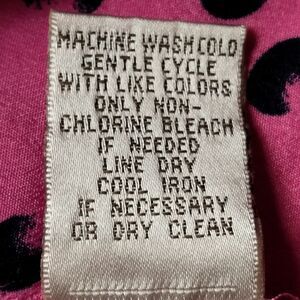 MACHINE WASH COLD
GENTLE CYCLE
WITH LIKE COLORS
ONLY NON-
CHLORINE BLEACH
IF NEEDED
LINE DRY
COOL IRON
IF NECESSARY
OR DRY CLEAN